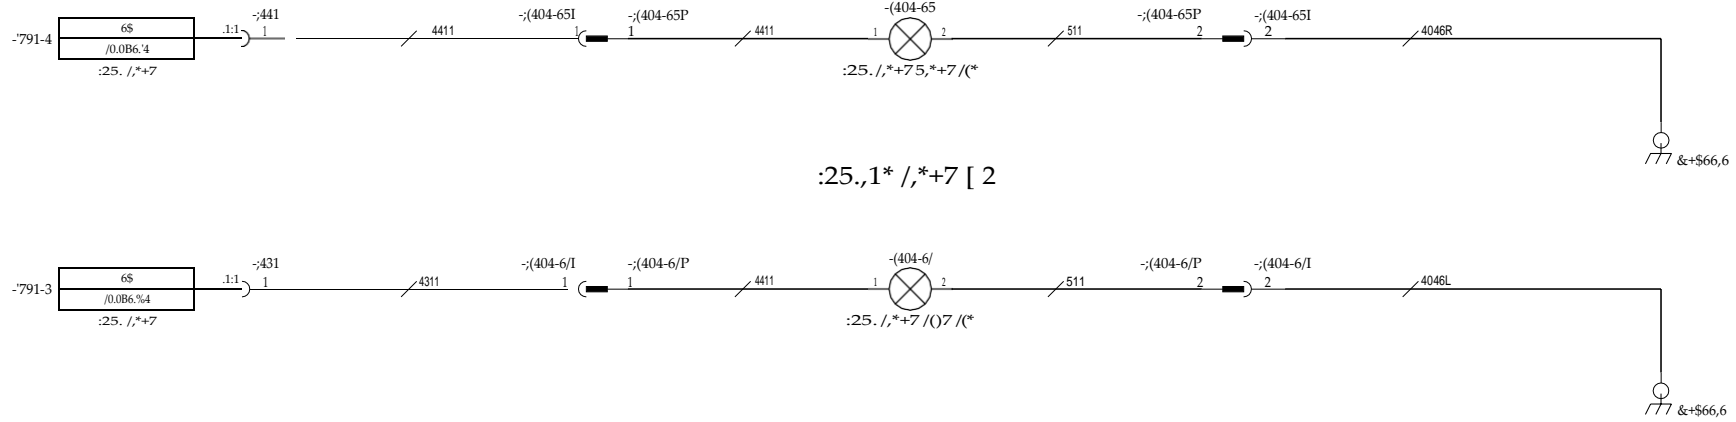 -;441 -;(404-65I -;(404-65P -(404-65 -;(404-65P -;(404-65I
-'791-4 6$ .1:1 1 4411 1 1 4411 1 2 511 2 2 4046R
/0.0B6.'4
:25. /,*+7 :25. /,*+7 5,*+7 /(*
&+$66,6
:25.,1* /,*+7 [ 2
-;431 -;(404-6/I -;(404-6/P -(404-6/ -;(404-6/P -;(404-6/I
-'791-3 6$ .1:1 1 4311 1 1 4411 1 2 511 2 2 4046L
/0.0B6.%4
:25. /,*+7 :25. /,*+7 /()7 /(*
&+$66,6